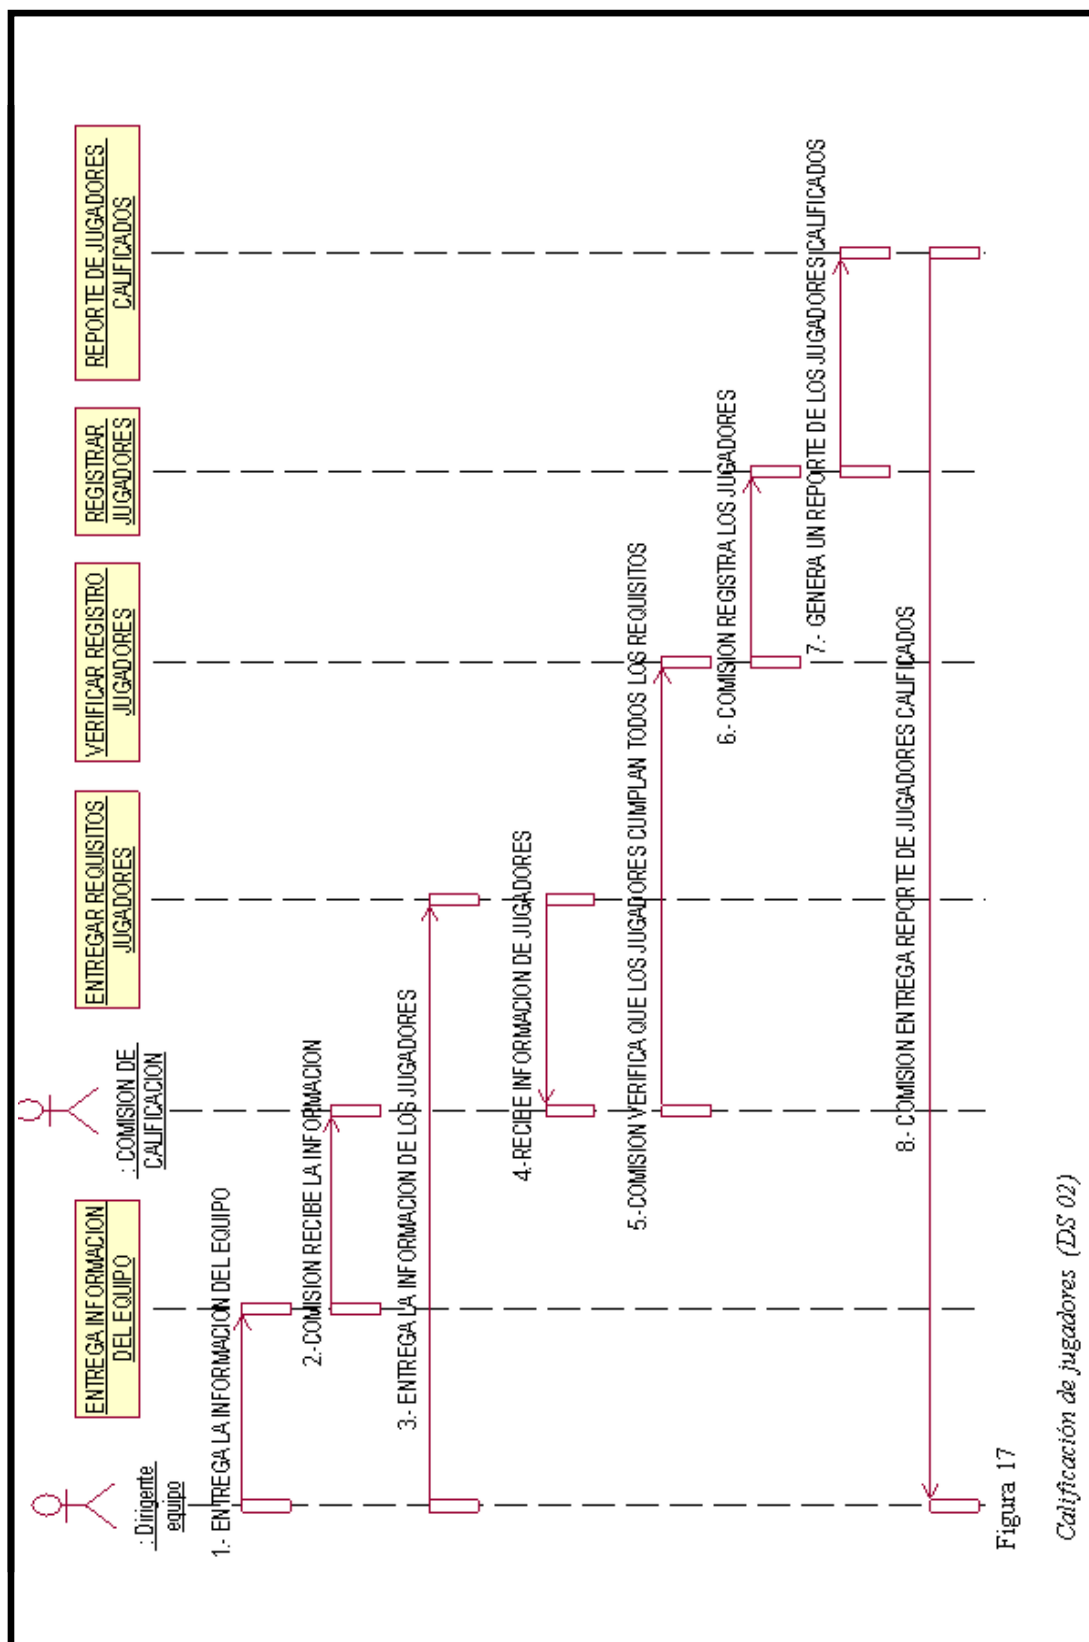 : Dirigente
equipo
ENTREGA INFORMACION
DEL EQUIPO
: COMISION DE
CALIFICACION
ENTREGAR REQUISITOS
JUGADORES
VERIFICAR REGISTRO
JUGADORES
REGISTRAR
JUGADORES
REPORTE DE JUGADORES
CALIFICADOS
1.- ENTREGA LA INFORMACION DEL EQUIPO
2.-COMISION RECIBE LA INFORMACION
3.- ENTREGA LA INFORMACION DE LOS JUGADORES
4.-RECIBE INFORMACION DE JUGADORES
5.-COMISION VERIFICA QUE LOS JUGADORES CUMPLAN TODOS LOS REQUISITOS
6.- COMISION REGISTRA LOS JUGADORES
7.- GENERA UN REPORTE DE LOS JUGADORES CALIFICADOS
8.- COMISION ENTREGA REPORTE DE JUGADORES CALIFICADOS
Figura 17
Calificación de jugadores (DS 02)